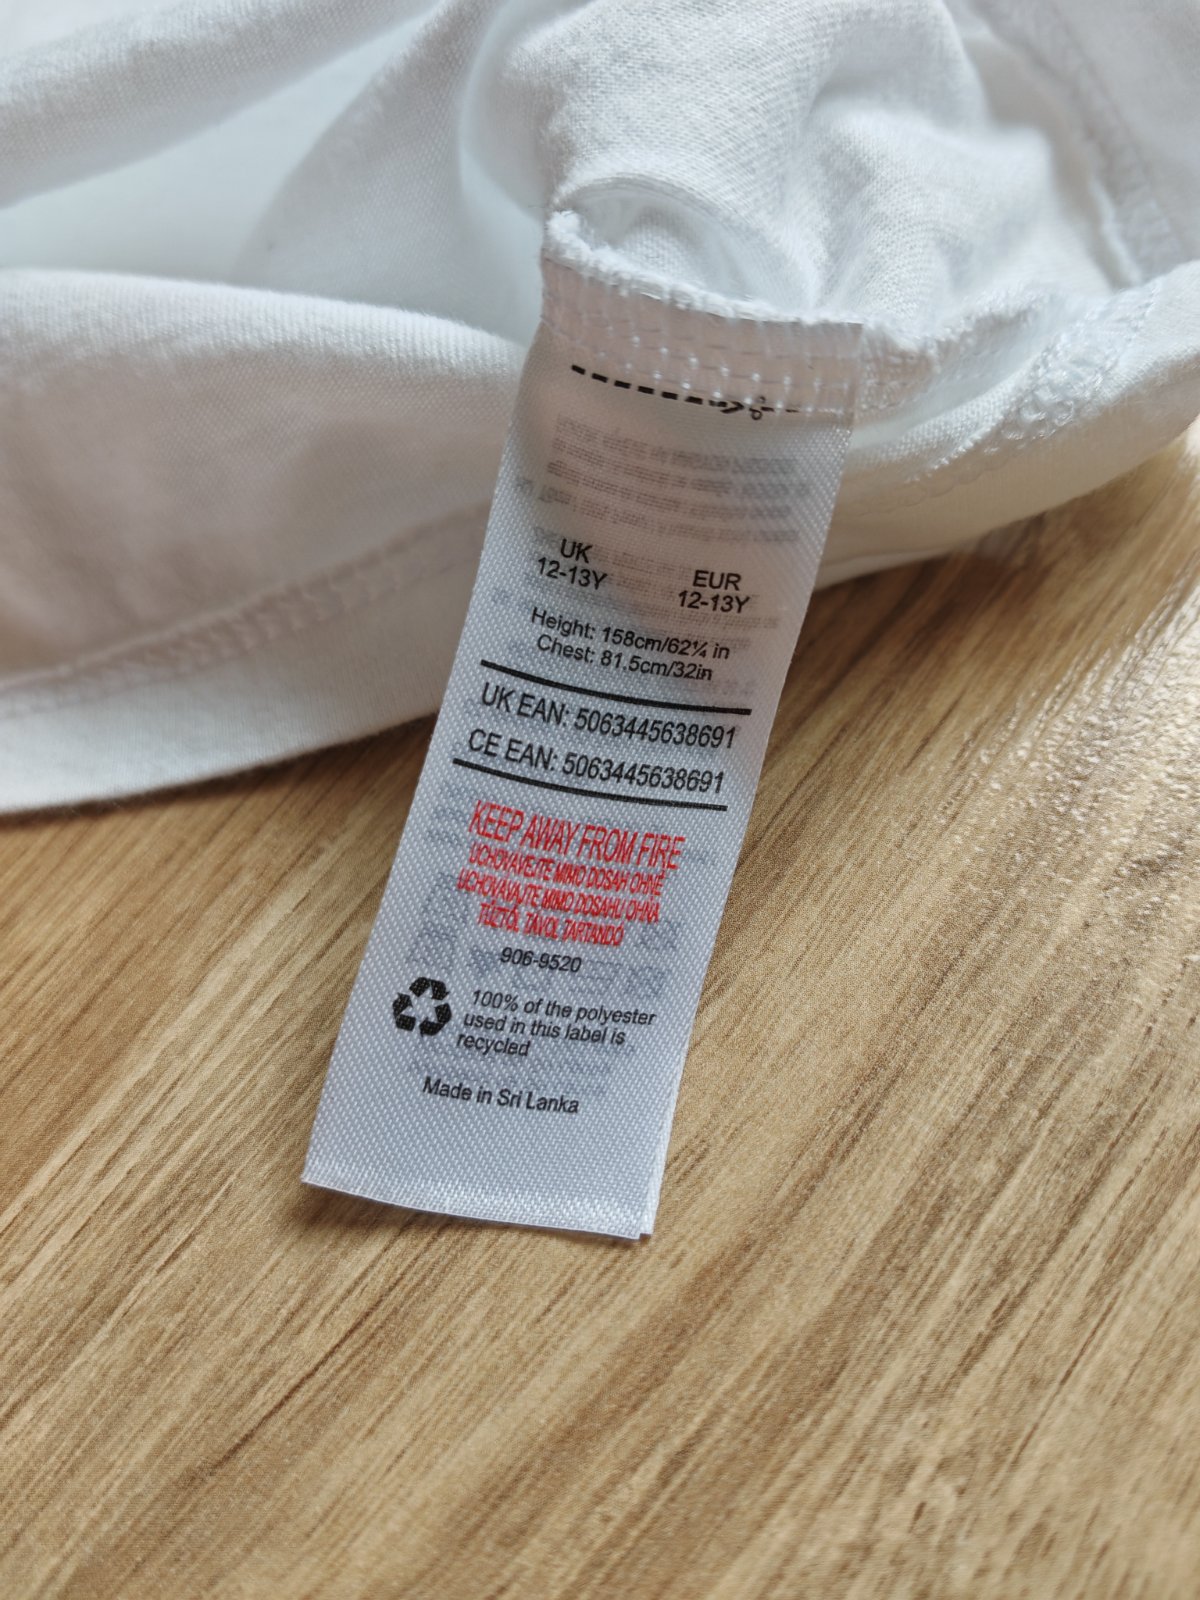 UK
12-13Y
EUR
12-13Y
Height: 158cm/62¼ in
Chest: 81.5cm/32in
UK EAN: 5063445638691
CE EAN: 5063445638691
KEEP AWAY FROM FIRE
UCHOVÁVEJTE MIMO DOSAH OHNĚ
UCHOVÁVAJTE MIMO DOSAHU OHŇA
TŰZTŐL TÁVOL TARTANDÓ
906-9520
100% of the polyester
used in this label is
recycled
Made in Sri Lanka